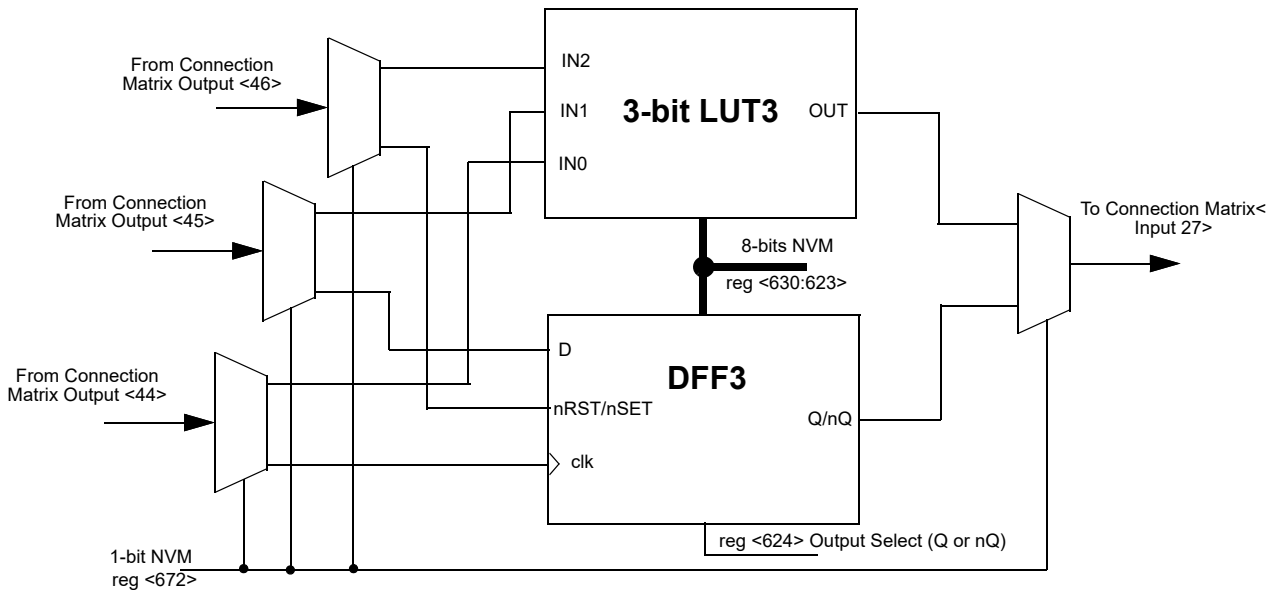 From Connection
Matrix Output <46>
IN2
IN1
IN0
3-bit LUT3
OUT
From Connection
Matrix Output <45>
To Connection Matrix<
Input 27>
8-bits NVM
reg <630:623>
From Connection
Matrix Output <44>
D
DFF3
nRST/nSET
Q/nQ
clk
reg <624> Output Select (Q or nQ)
1-bit NVM
reg <672>